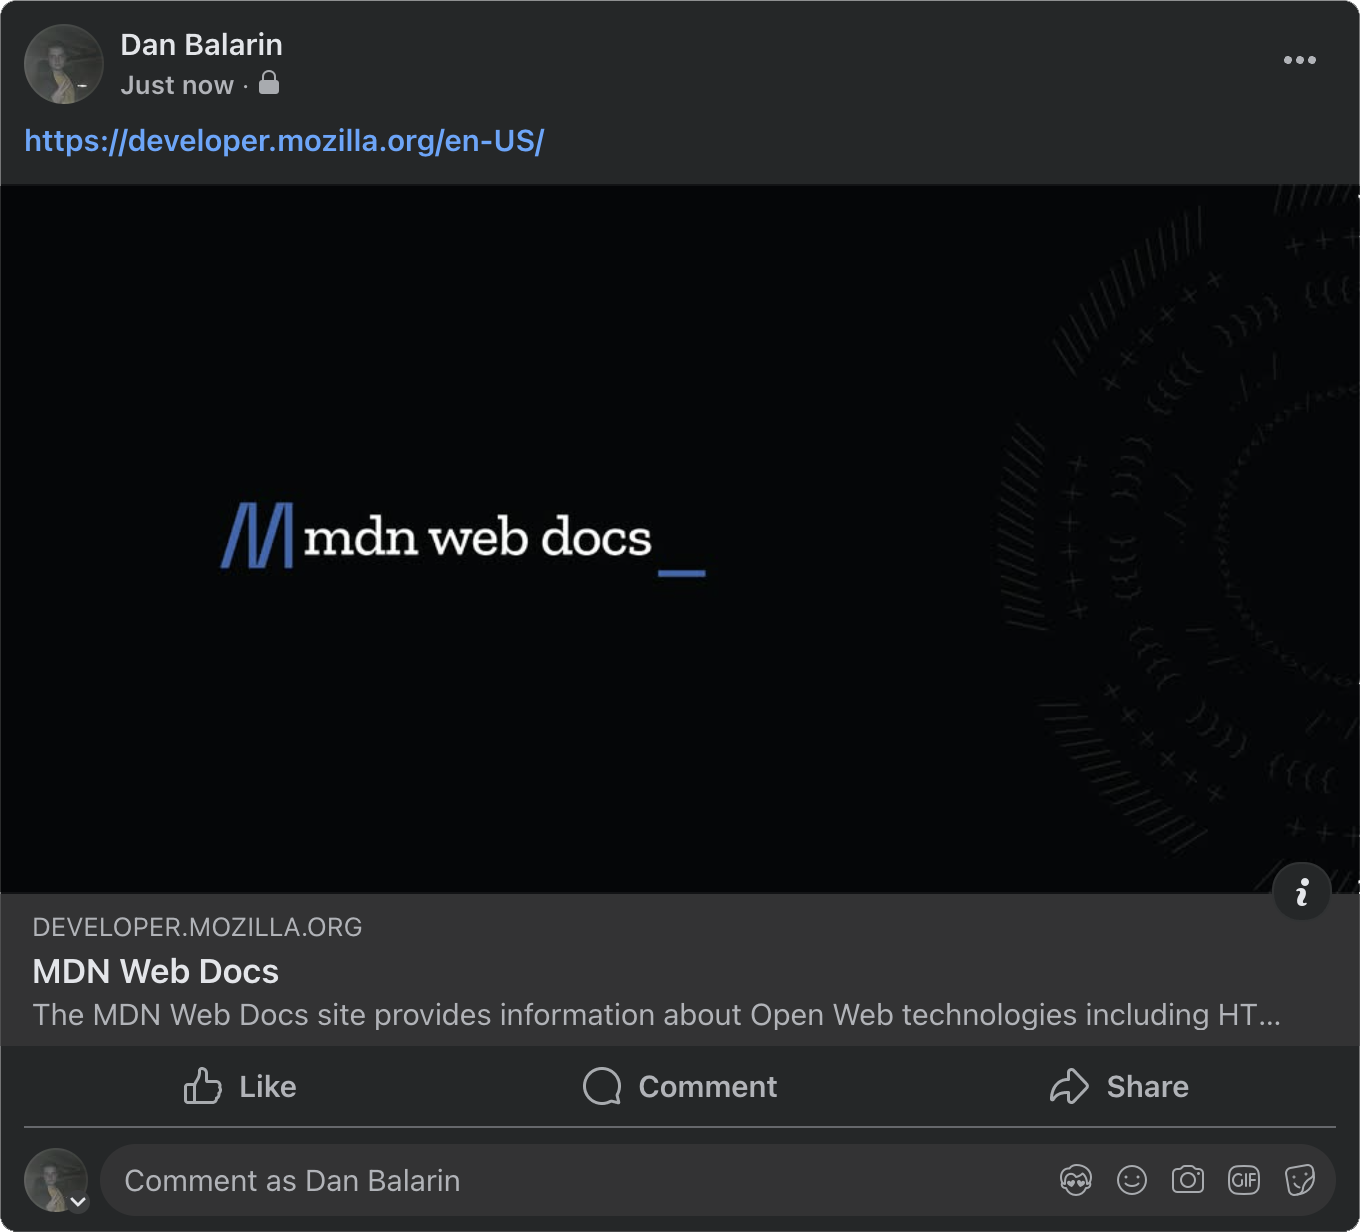 Dan Balarin
Just now ·
https://developer.mozilla.org/en-US/
mdn web docs_
DEVELOPER.MOZILLA.ORG
MDN Web Docs
The MDN Web Docs site provides information about Open Web technologies including HT...
Like
Comment
Share
Comment as Dan Balarin
GIF